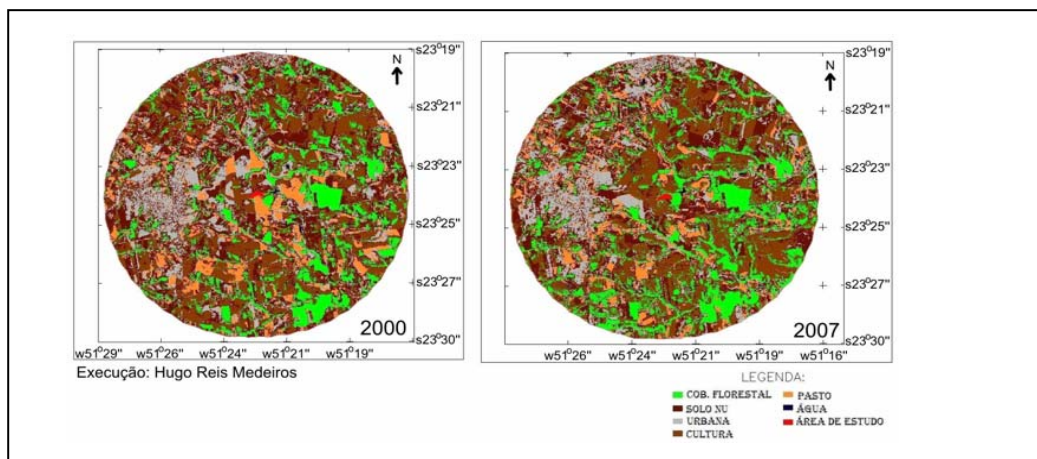 N
2000
s23°19"
s23°21"
s23°23"
s23°25"
s23°27"
s23°30"
w51°29" w51°26" w51°24" w51°21" w51°19"
Execução: Hugo Reis Medeiros
N
2007
s23°19"
s23°21"
s23°23"
s23°25"
s23°27"
s23°30"
w51°26" w51°24" w51°21" w51°19" w51°16"
LEGENDA:
COB. FLORESTAL
SOLO NU
URBANA
CULTURA
PASTO
ÁGUA
ÁREA DE ESTUDO